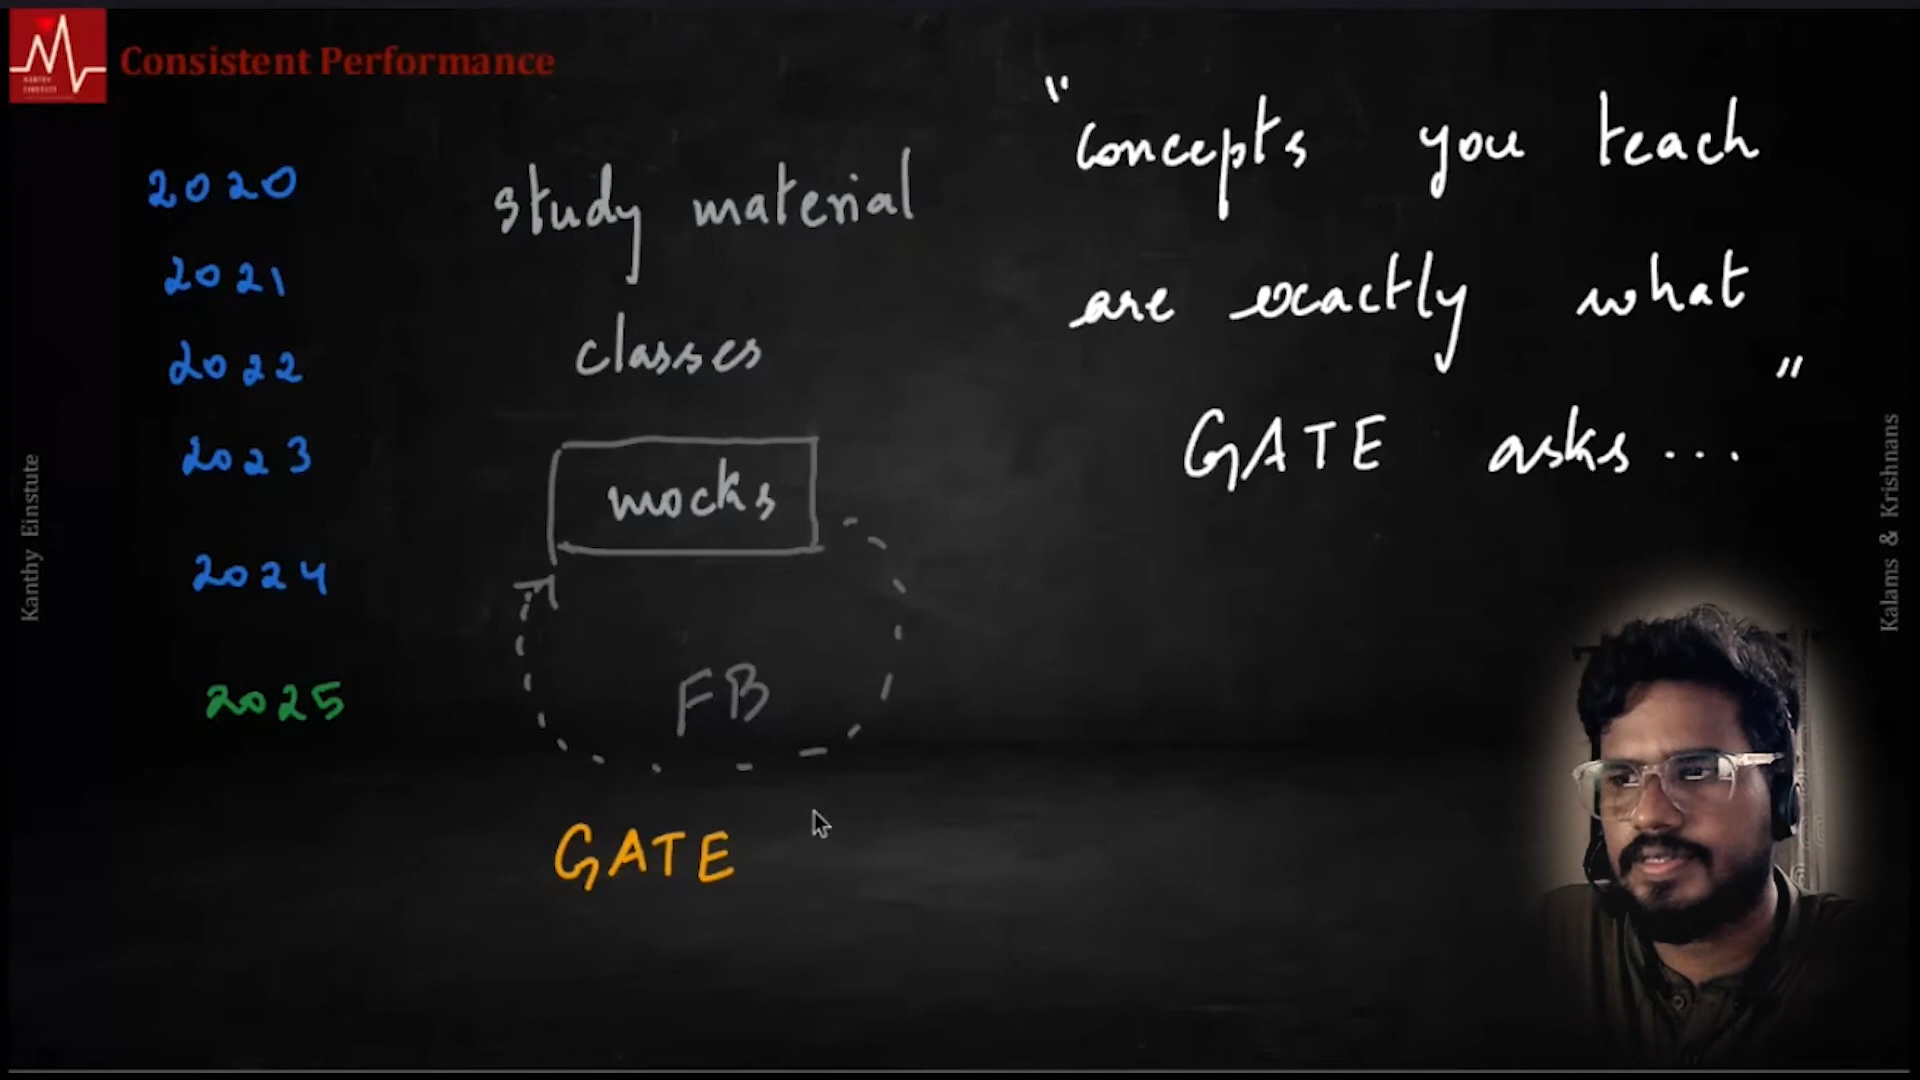 Consistent Performance
2020
2021
2022
2023
2024
2025
study material
classes
mocks
FB
GATE
"concepts you teach
are exactly what
GATE asks ..."
Kanthy Einstute
Kalams & Krishnans